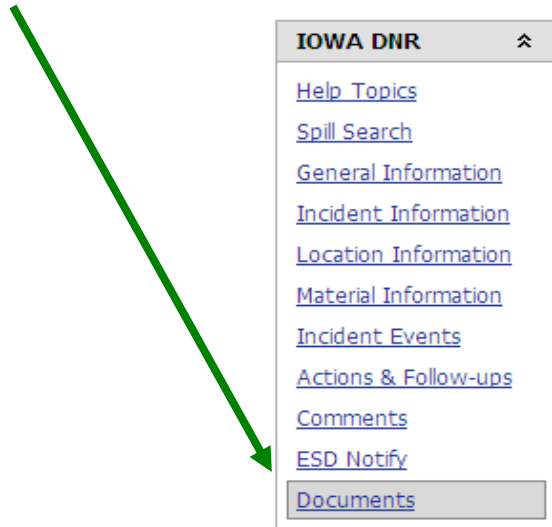 IOWA DNR
Help Topics
Spill Search
General Information
Incident Information
Location Information
Material Information
Incident Events
Actions & Follow-ups
Comments
ESD Notify
Documents